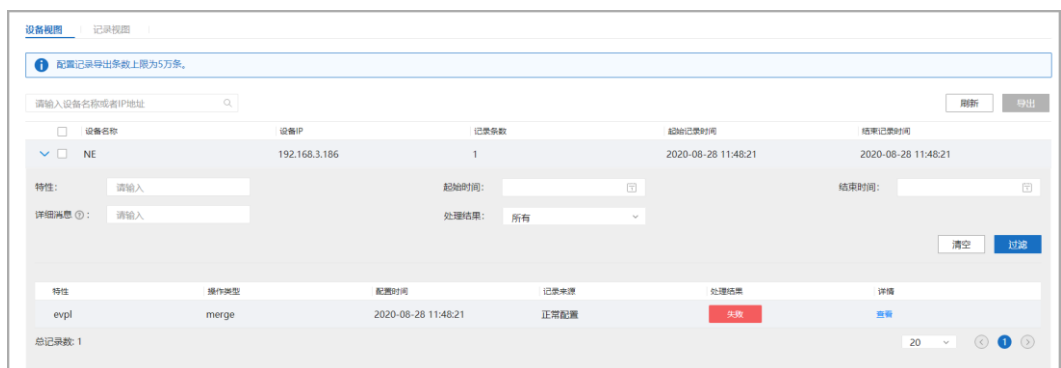 设备视图 记录视图
配置记录导出条数上限为5万条。
请输入设备名称或者IP地址 刷新 导出
设备名称 设备IP 记录条数 起始记录时间 结束记录时间
NE 192.168.3.186 1 2020-08-28 11:48:21 2020-08-28 11:48:21
特性: 请输入 起始时间: 结束时间:
详细消息 ?: 请输入 处理结果: 所有
清空 过滤
特性 操作类型 配置时间 记录来源 处理结果 详情
evpl merge 2020-08-28 11:48:21 正常配置 失败 查看
总记录数: 1 20 1